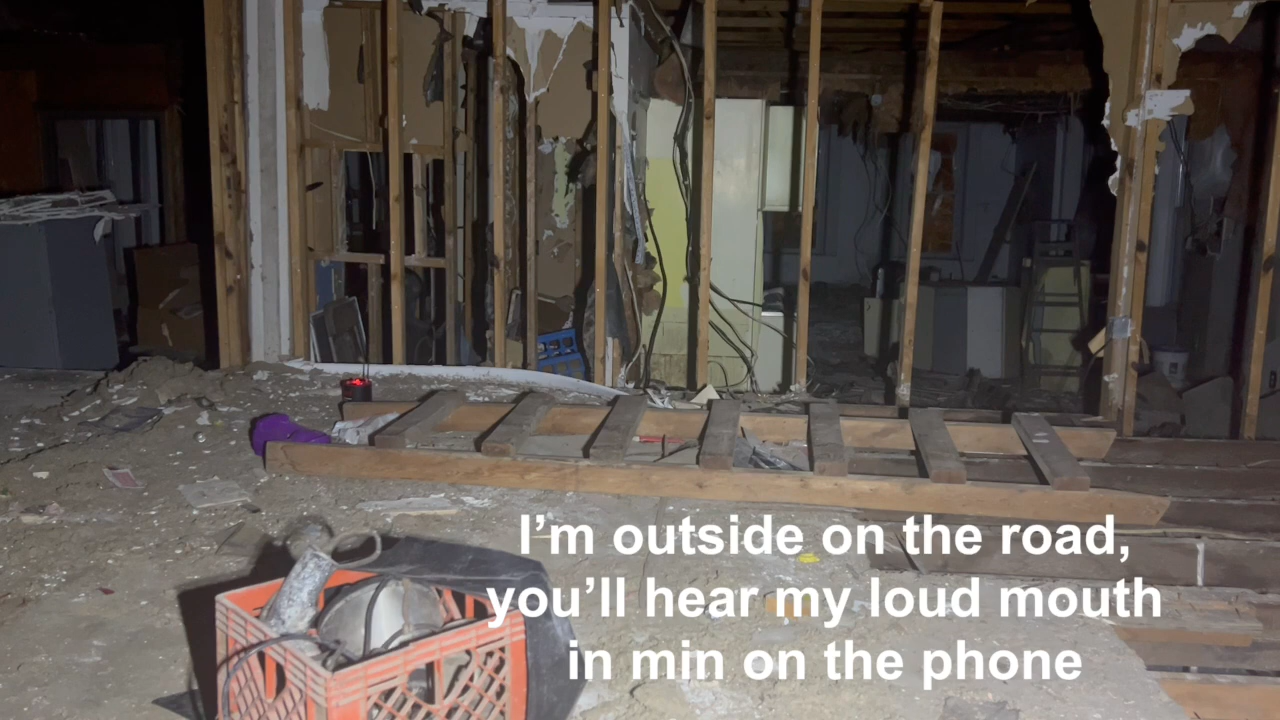 I’m outside on the road,
you’ll hear my loud mouth
in min on the phone